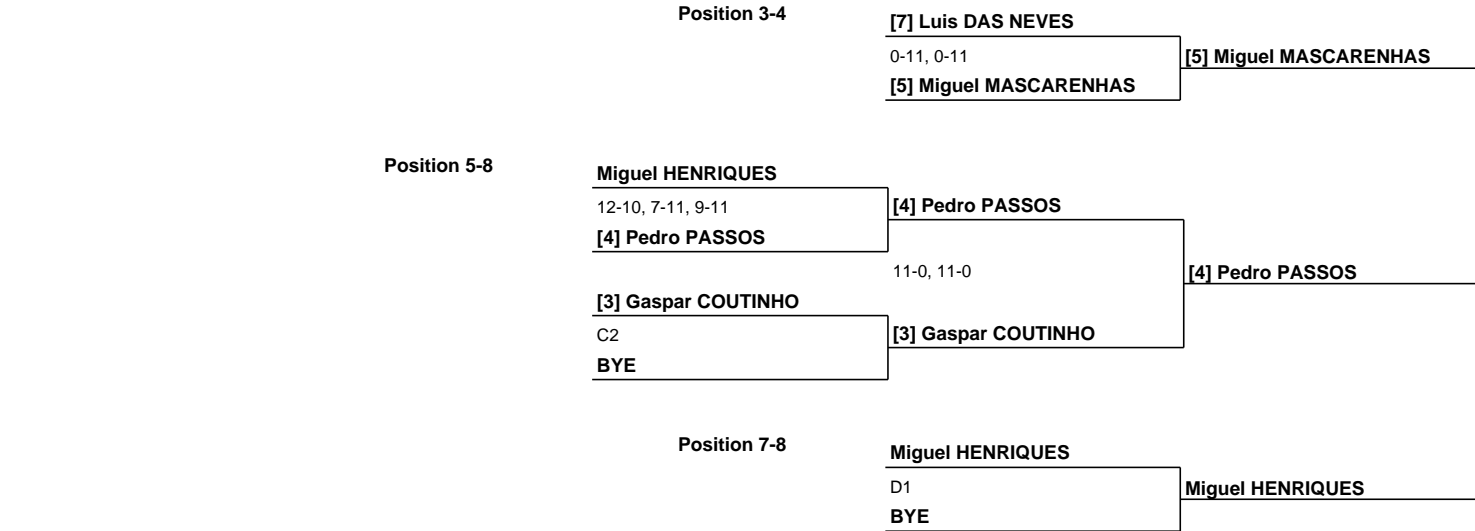 Position 3-4
[7] Luis DAS NEVES
0-11, 0-11
[5] Miguel MASCARENHAS
[5] Miguel MASCARENHAS
Position 5-8
Miguel HENRIQUES
12-10, 7-11, 9-11
[4] Pedro PASSOS
[4] Pedro PASSOS
11-0, 11-0
[4] Pedro PASSOS
[3] Gaspar COUTINHO
C2
[3] Gaspar COUTINHO
BYE
Position 7-8
Miguel HENRIQUES
D1
Miguel HENRIQUES
BYE